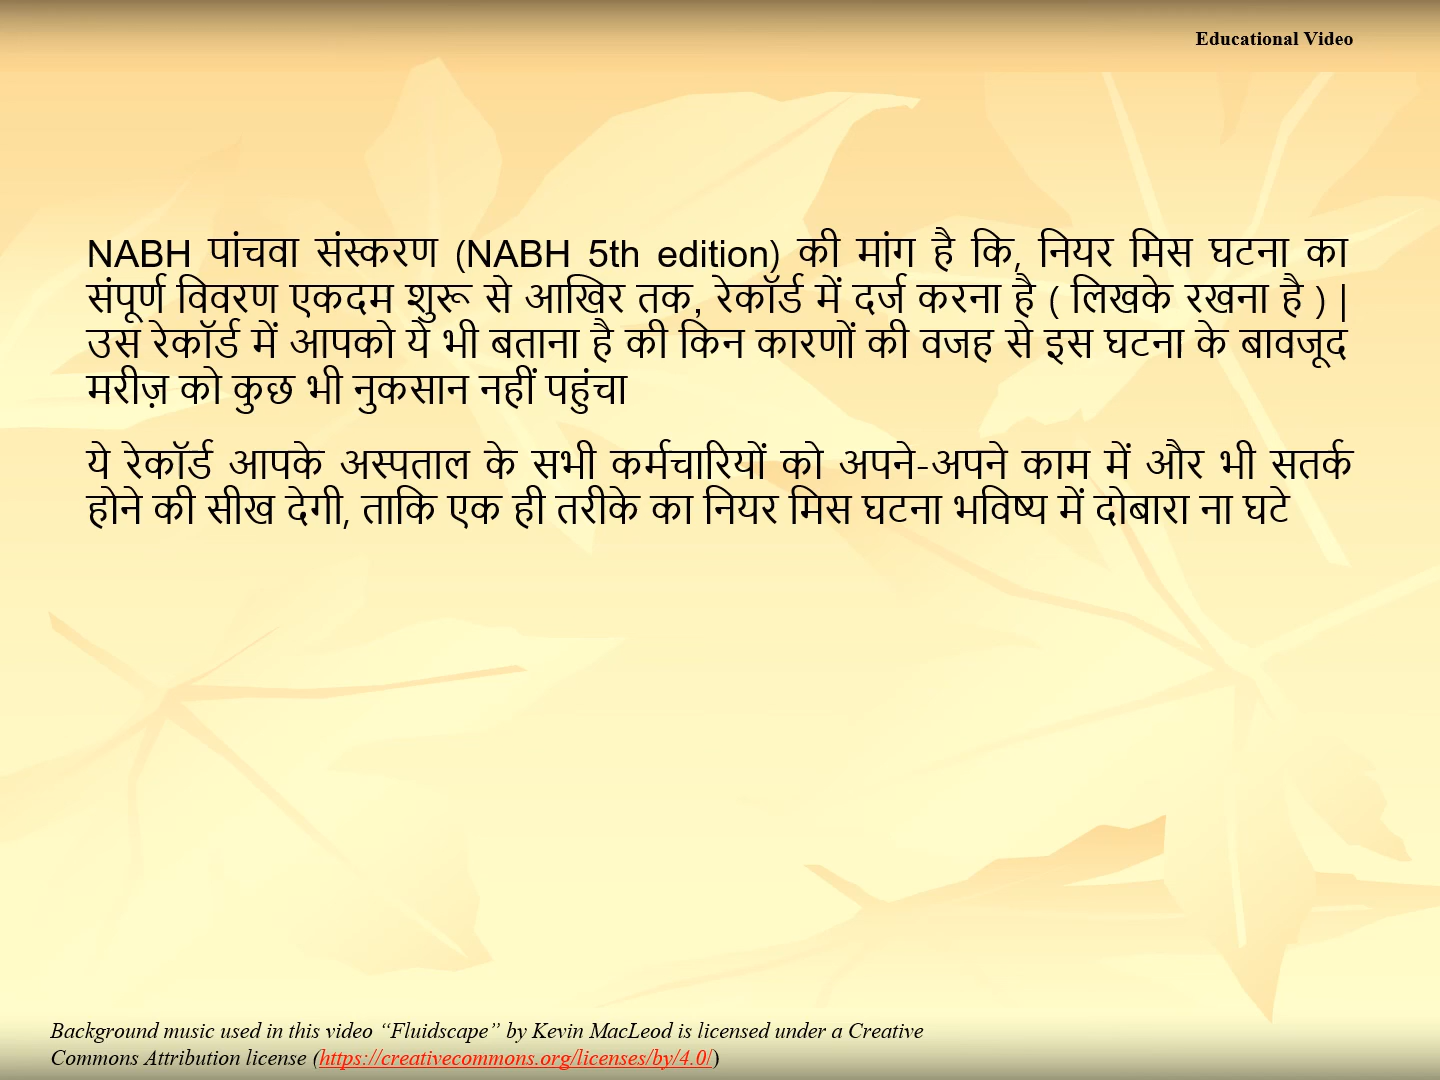 Educational Video
NABH पांचवा संस्करण (NABH 5th edition) की मांग है कि, नियर मिस घटना का
संपूर्ण विवरण एकदम शुरू से आखिर तक, रेकॉर्ड में दर्ज करना है ( लिखके रखना है ) |
उस रेकॉर्ड में आपको ये भी बताना है की किन कारणों की वजह से इस घटना के बावजूद
मरीज़ को कुछ भी नुकसान नहीं पहुंचा
ये रेकॉर्ड आपके अस्पताल के सभी कर्मचारियों को अपने-अपने काम में और भी सतर्क
होने की सीख देगी, ताकि एक ही तरीके का नियर मिस घटना भविष्य में दोबारा ना घटे
Background music used in this video “Fluidscape” by Kevin MacLeod is licensed under a Creative
Commons Attribution license (https://creativecommons.org/licenses/by/4.0/)